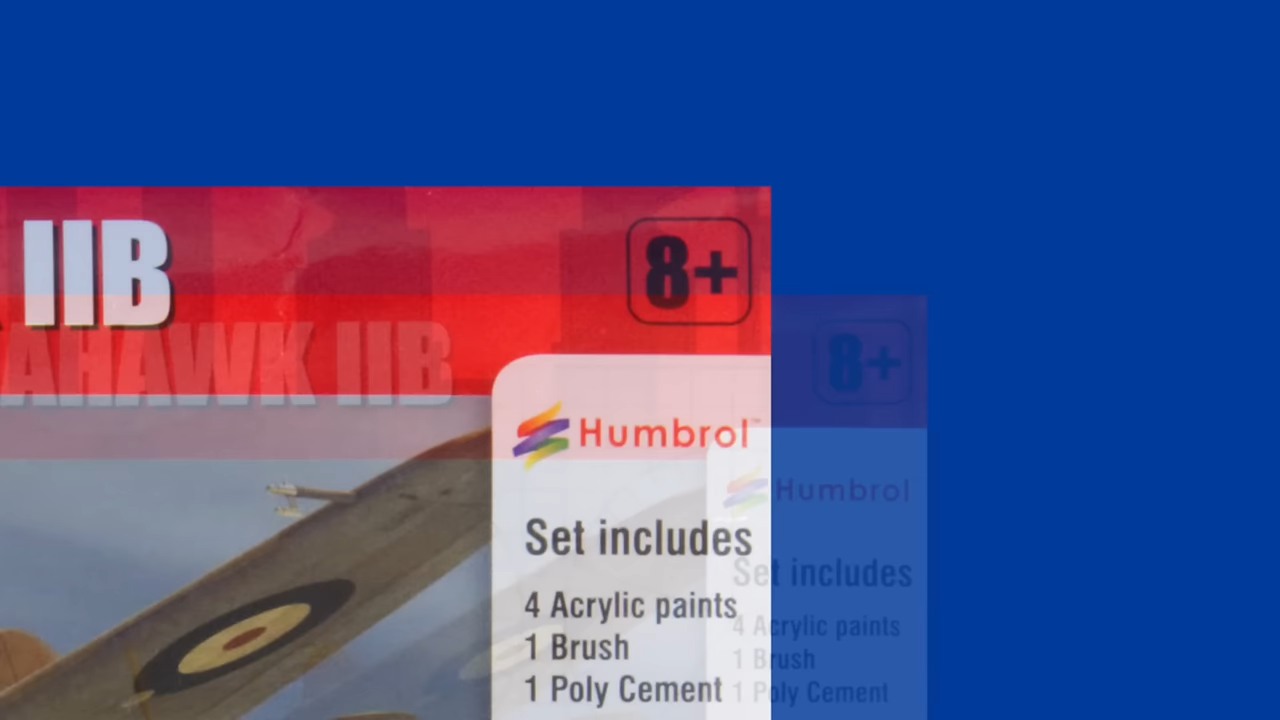 IIB
8+
AHAWK IIB
8+
Humbrol™
Humbrol
Set includes
Set includes
4 Acrylic paints
4 Acrylic paints
1 Brush
1 Brush
1 Poly Cement
1 Poly Cement